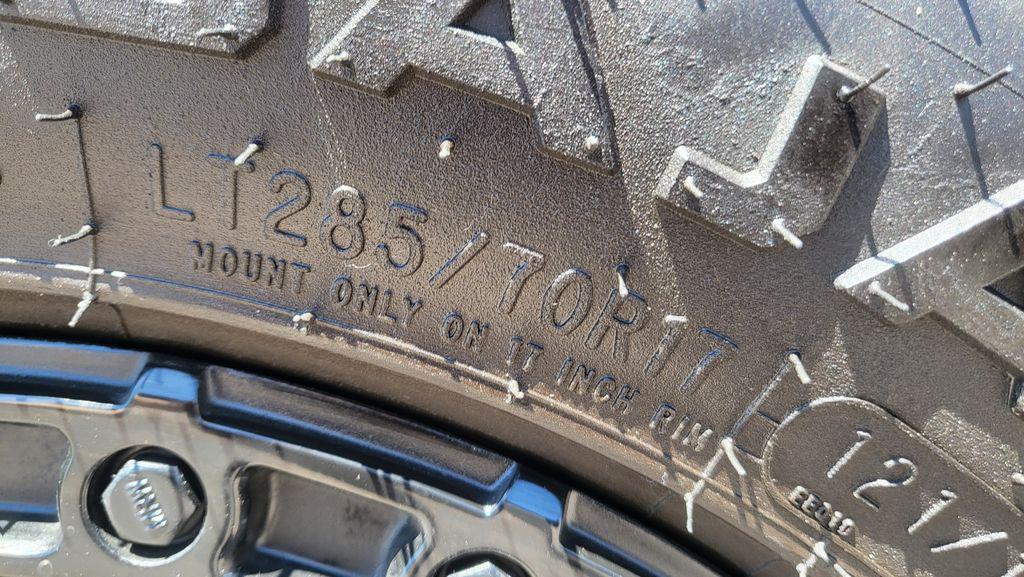 LT285/70R17
MOUNT ONLY ON 17 INCH RIM
121/